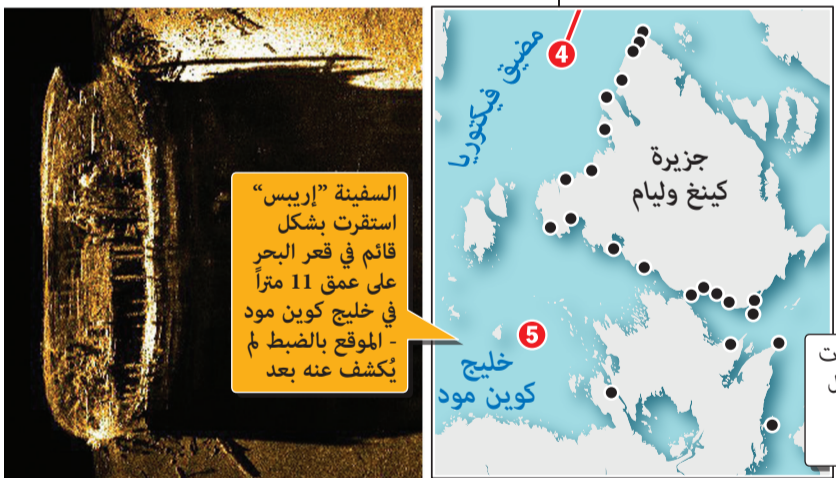 4
مضيق فيكتوريا
جزيرة
كينغ وليام
السفينة “إريبس”
استقرت بشكل
قائم في قعر البحر
على عمق 11 متراً
في خليج كوين مود
- الموقع بالضبط لم
يُكشف عنه بعد
5
خليج
كوين مود